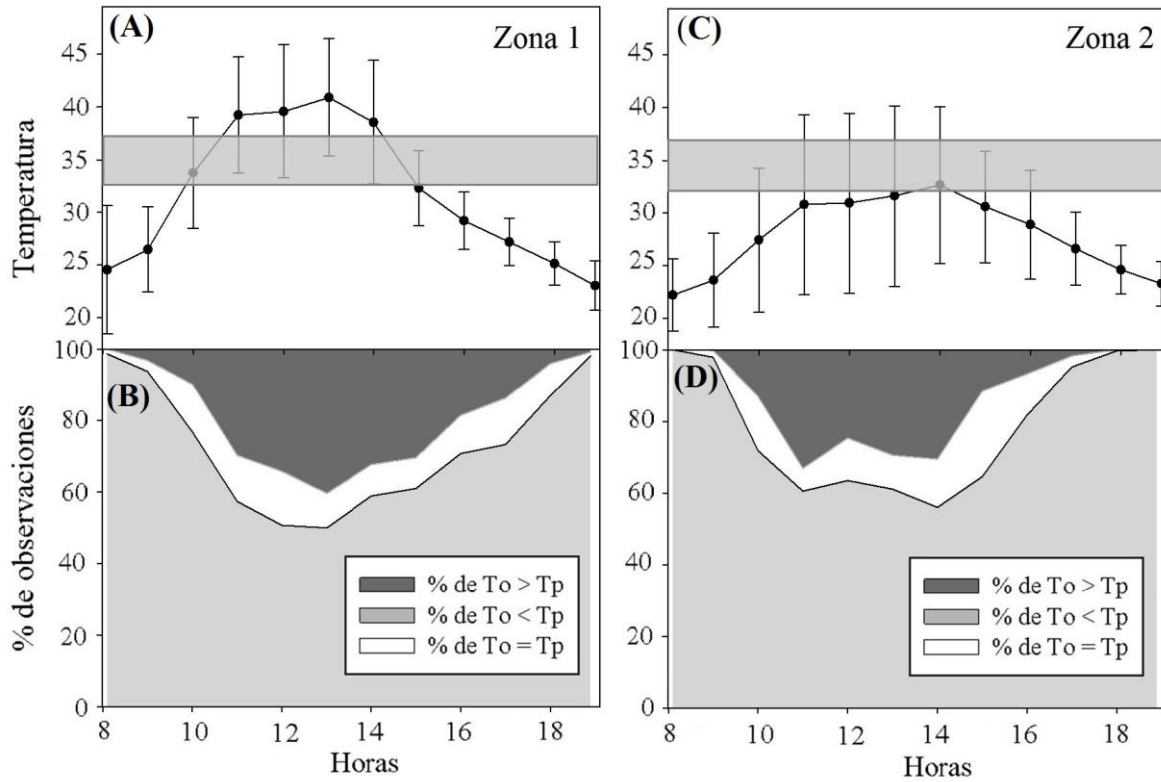 (A)
Zona 1
45
40
35
30
25
20
Temperatura
(C)
Zona 2
45
40
35
30
25
20
100
80
60
40
20
0
% de observaciones
(B)
% de To > Tp
% de To < Tp
% de To = Tp
8 10 12 14 16 18
Horas
100
80
60
40
20
0
(D)
% de To > Tp
% de To < Tp
% de To = Tp
8 10 12 14 16 18
Horas